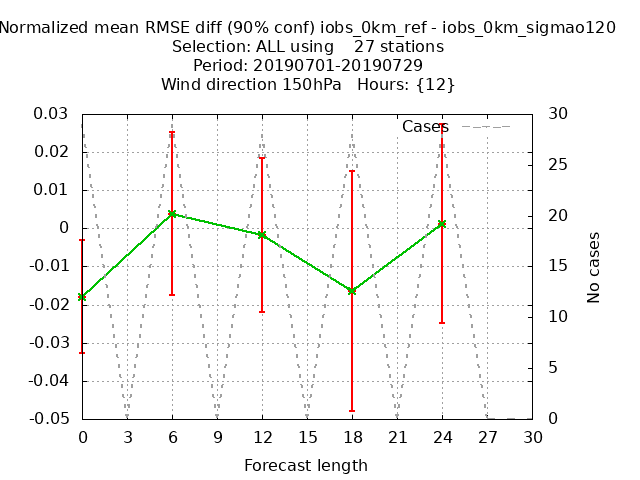 Normalized mean RMSE diff (90% conf) iobs_0km_ref - iobs_0km_sigmao120
Selection: ALL using    27 stations
Period: 20190701-20190729
Wind direction 150hPa   Hours: {12}
Cases
0.03
0.02
0.01
0
-0.01
-0.02
-0.03
-0.04
-0.05
30
25
20
15
10
5
0
No cases
0 3 6 9 12 15 18 21 24 27 30
Forecast length